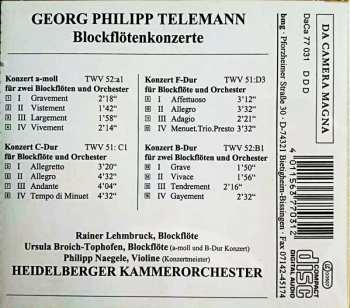 GEORG PHILIPP TELEMANN
Blockflötenkonzerte
Konzert a-moll TWV 52:a1
für zwei Blockflöten und Orchester
I Gravement 2'18"
II Vistement 1'42"
III Largement 1'58"
IV Vivement 2'14"
Konzert F-Dur TWV 51:D3
für Blockflöte und Orchester
I Affettuoso 3'12"
II Allegro 3'32"
III Adagio 2'21"
IV Menuet.Trio.Presto 3'32"
Konzert C-Dur TWV 51: C1
für Blockflöte und Orchester
I Allegretto 3'20"
II Allegro 4'32"
III Andante 4'04"
IV Tempo di Minuet 4'32"
Konzert B-Dur TWV 52:B1
für zwei Blockflöten und Orchester
I Grave 1'50"
II Vivace 1'56"
III Tendrement 2'16"
IV Gayement 2'32"
Rainer Lehmbruck, Blockflöte
Ursula Broich-Tophofen, Blockflöte (a-moll und B-Dur Konzert)
Philipp Naegele, Violine (Konzertmeister)
HEIDELBERGER KAMMERORCHESTER
DA CAMERA MAGNA
DaCa 77 031 D D D
Pforzheimer Straße 30 · D-74321 Bietigheim-Bissingen · Fax 07142-45174
4 011563 770312
COMPACT
disc
DIGITAL AUDIO